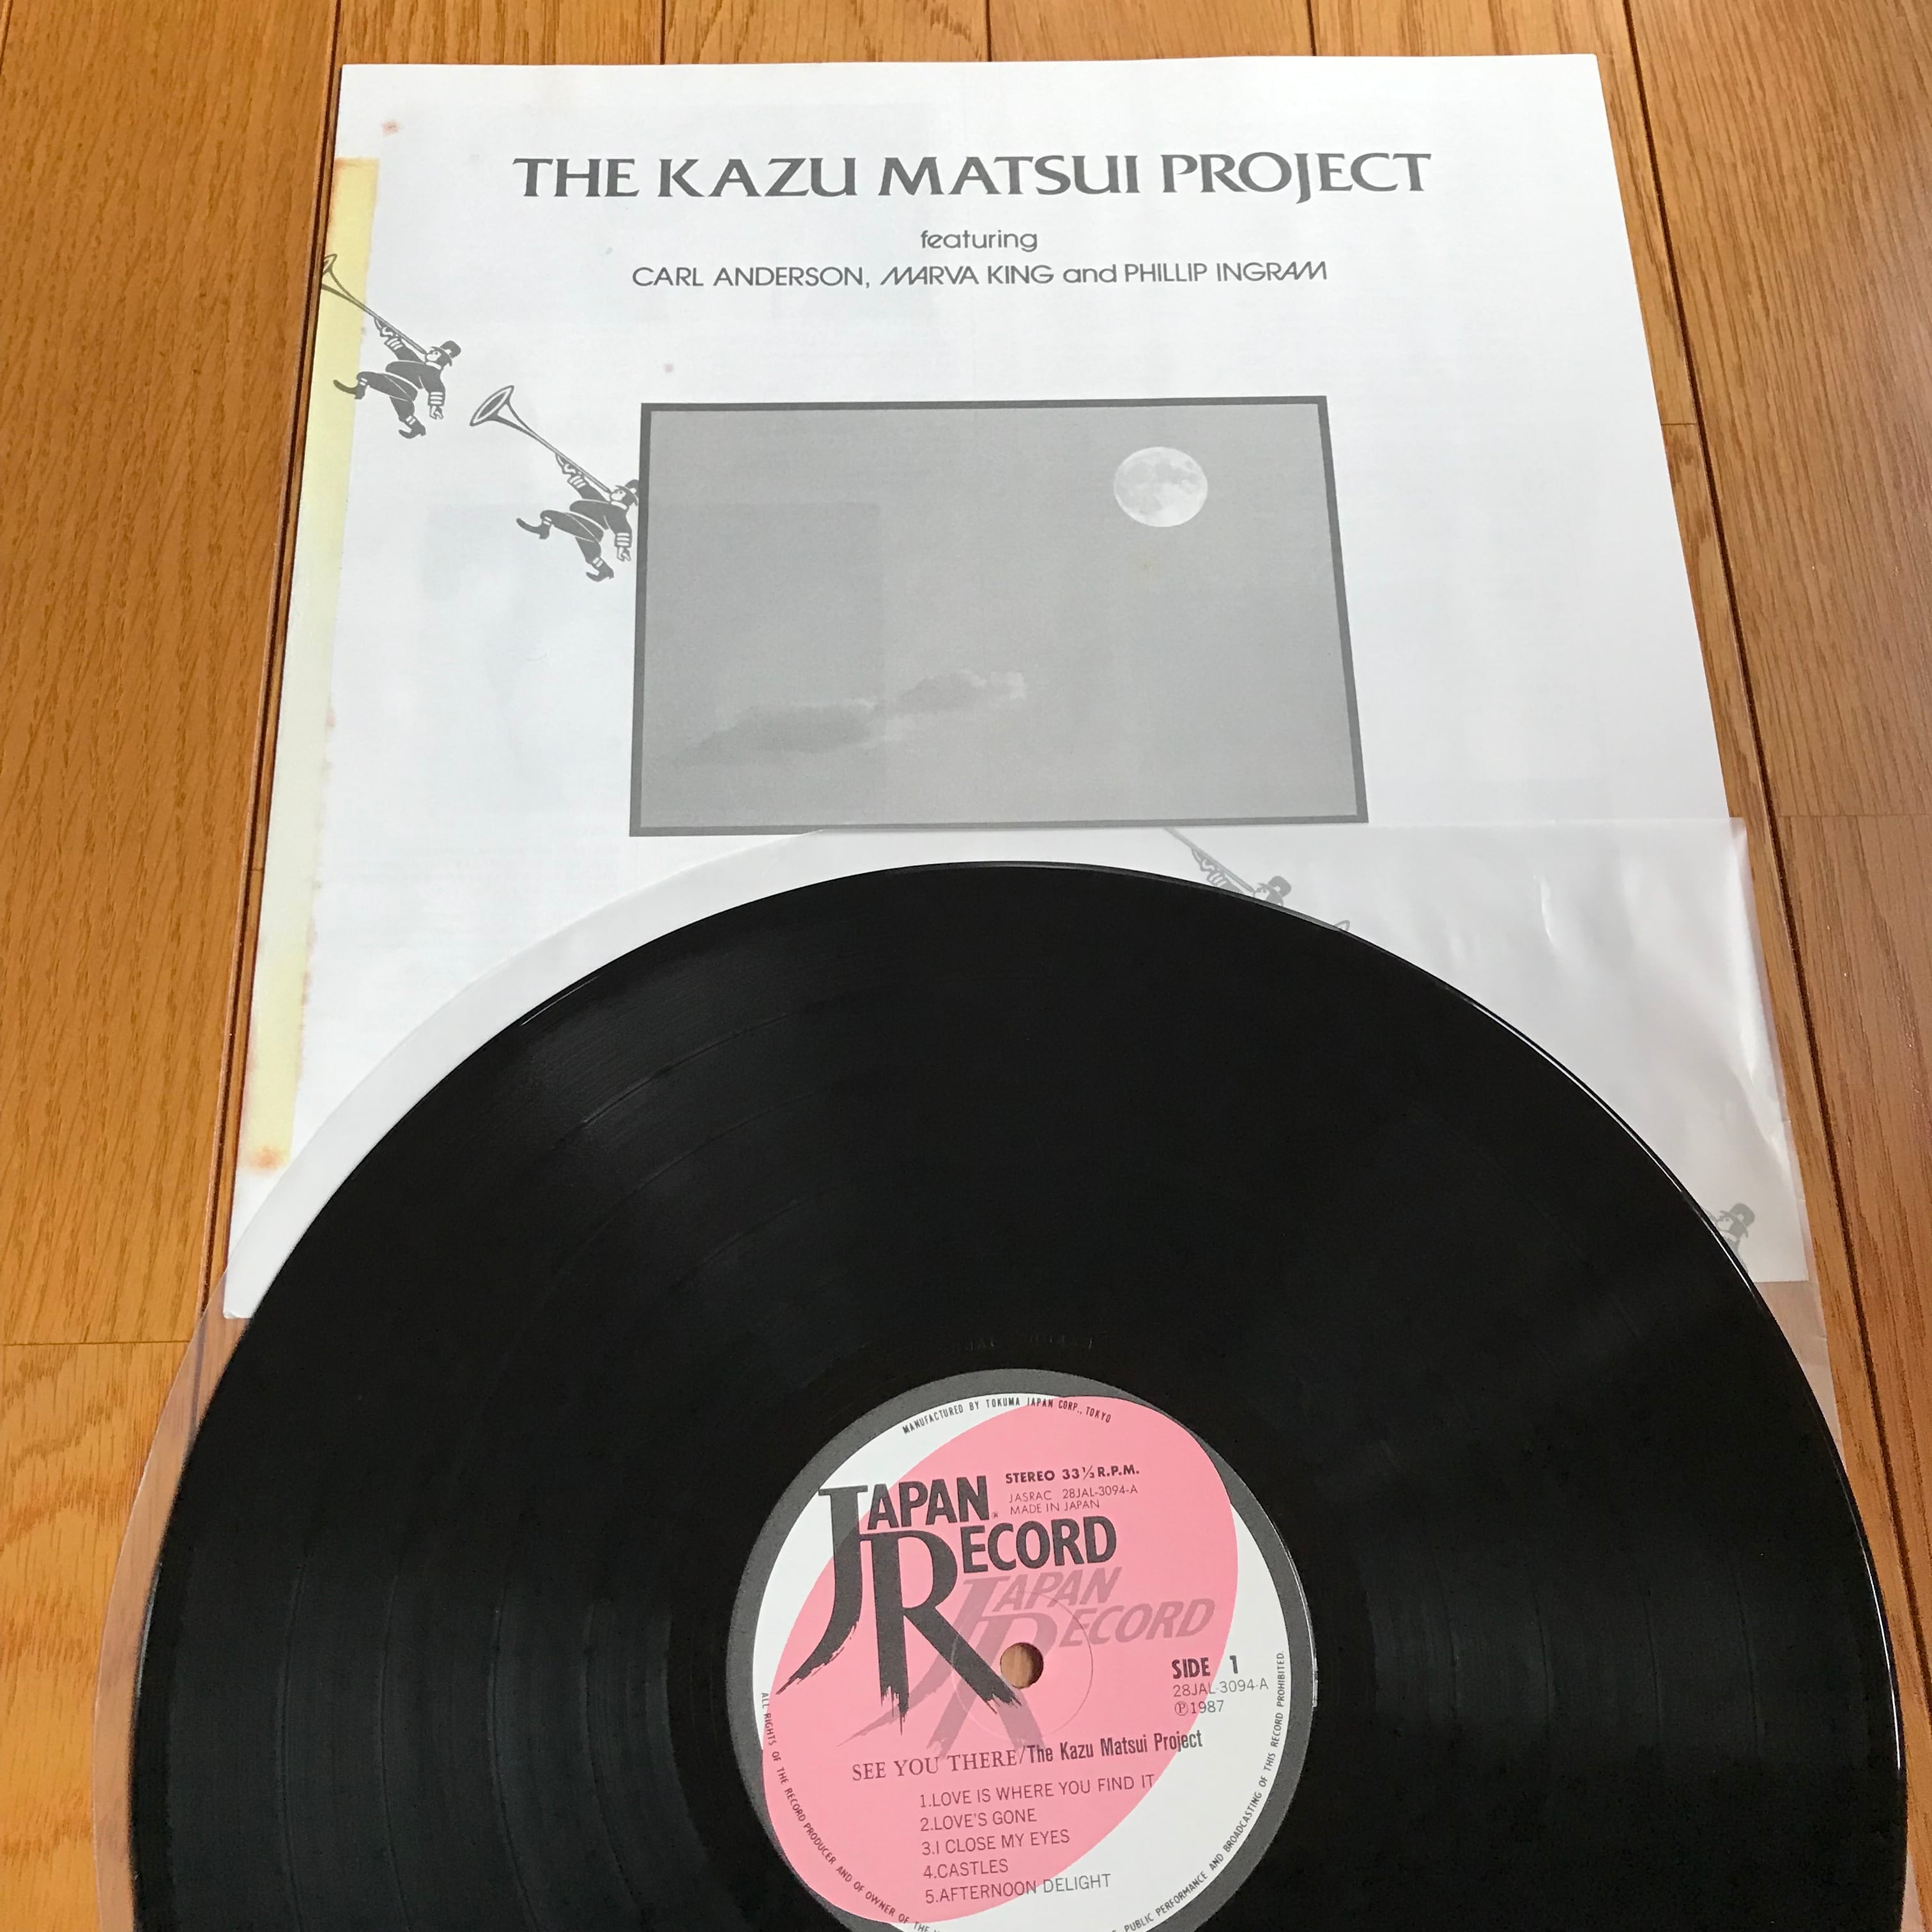 THE KAZU MATSUI PROJECT
featuring
CARL ANDERSON, MARVA KING and PHILLIP INGRAM
MANUFACTURED BY TOKUMA JAPAN CORP., TOKYO
JAPAN RECORD
STEREO 33⅓ R.P.M.
JASRAC 28JAL-3094-A
MADE IN JAPAN
JAPAN RECORD
SIDE 1
28JAL-3094-A
Ⓟ1987
SEE YOU THERE/The Kazu Matsui Project
1.LOVE IS WHERE YOU FIND IT
2.LOVE'S GONE
3.I CLOSE MY EYES
4.CASTLES
5.AFTERNOON DELIGHT
ALL RIGHTS OF THE RECORD PRODUCER AND OF OWNER OF THE
PUBLIC PERFORMANCE AND BROADCASTING OF THIS RECORD PROHIBITED.